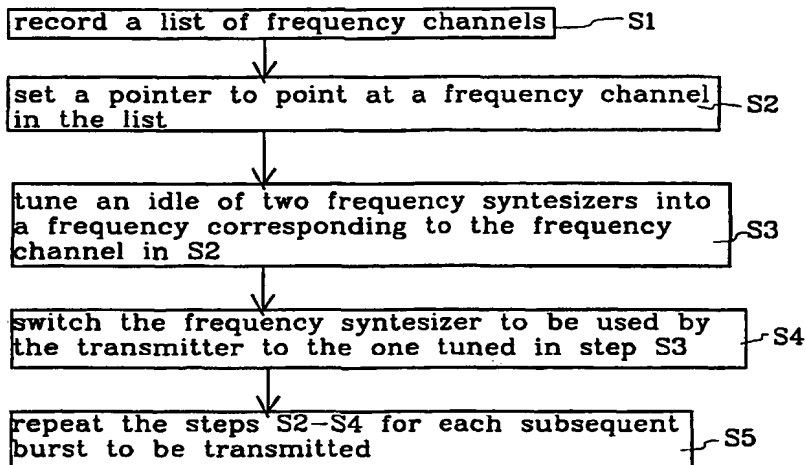 record a list of frequency channels
S1
set a pointer to point at a frequency channel
in the list
S2
tune an idle of two frequency syntesizers into
a frequency corresponding to the frequency
channel in S2
S3
switch the frequency syntesizer to be used by
the transmitter to the one tuned in step S3
S4
repeat the steps S2-S4 for each subsequent
burst to be transmitted
S5